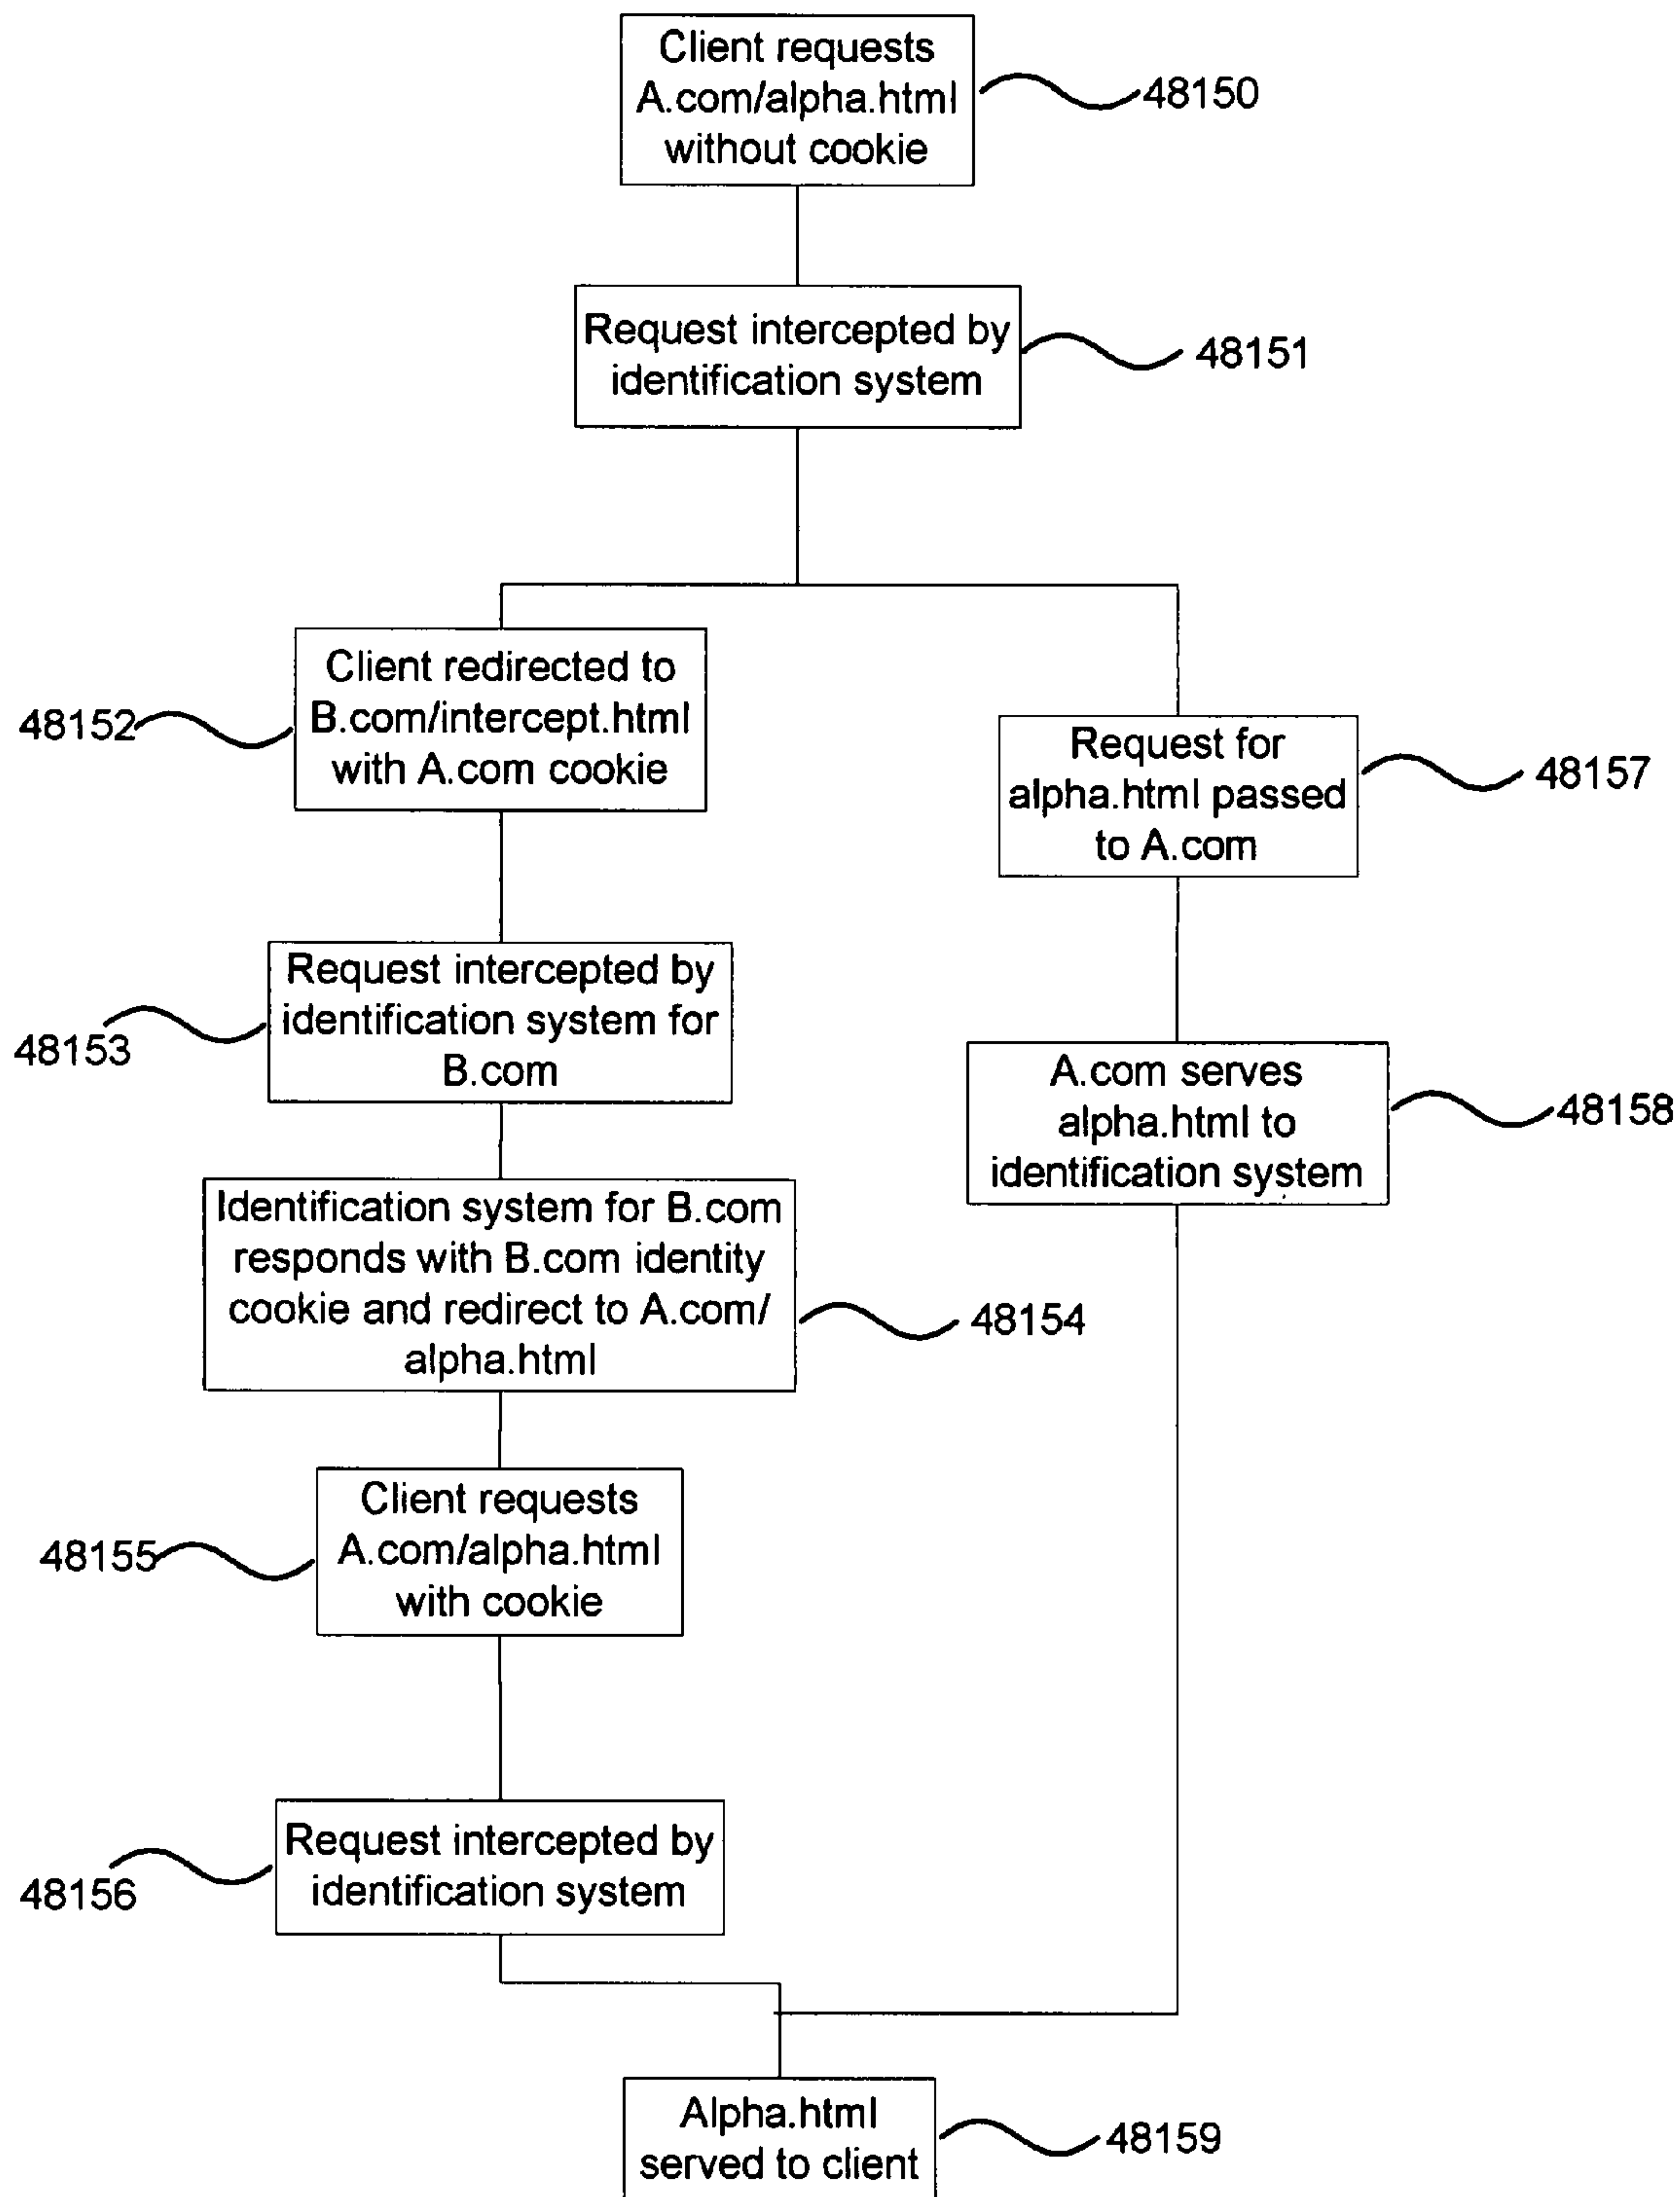 Client requests
A.com/alpha.html
without cookie
48150
Request intercepted by
identification system
48151
Client redirected to
B.com/intercept.html
with A.com cookie
48152
Request for
alpha.html passed
to A.com
48157
Request intercepted by
identification system for
B.com
48153
A.com serves
alpha.html to
identification system
48158
Identification system for B.com
responds with B.com identity
cookie and redirect to A.com/
alpha.html
48154
Client requests
A.com/alpha.html
with cookie
48155
Request intercepted by
identification system
48156
Alpha.html
served to client
48159